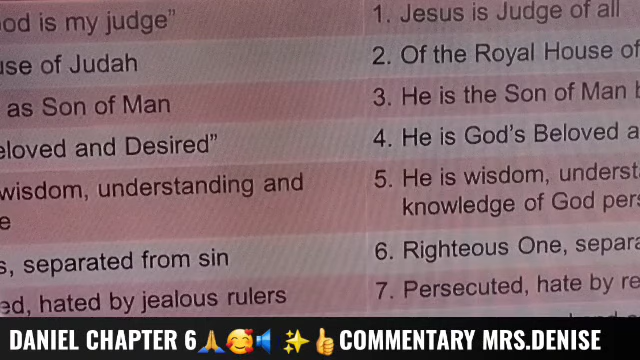 od is my judge”
1. Jesus is Judge of all
use of Judah
2. Of the Royal House of
as Son of Man
3. He is the Son of Man
eloved and Desired”
4. He is God’s Beloved
wisdom, understanding and
5. He is wisdom, underst
e
knowledge of God pers
s, separated from sin
6. Righteous One, separa
ed, hated by jealous rulers
7. Persecuted, hate by re
DANIEL CHAPTER 6🙏🥰🔈 ✨👍COMMENTARY MRS.DENISE